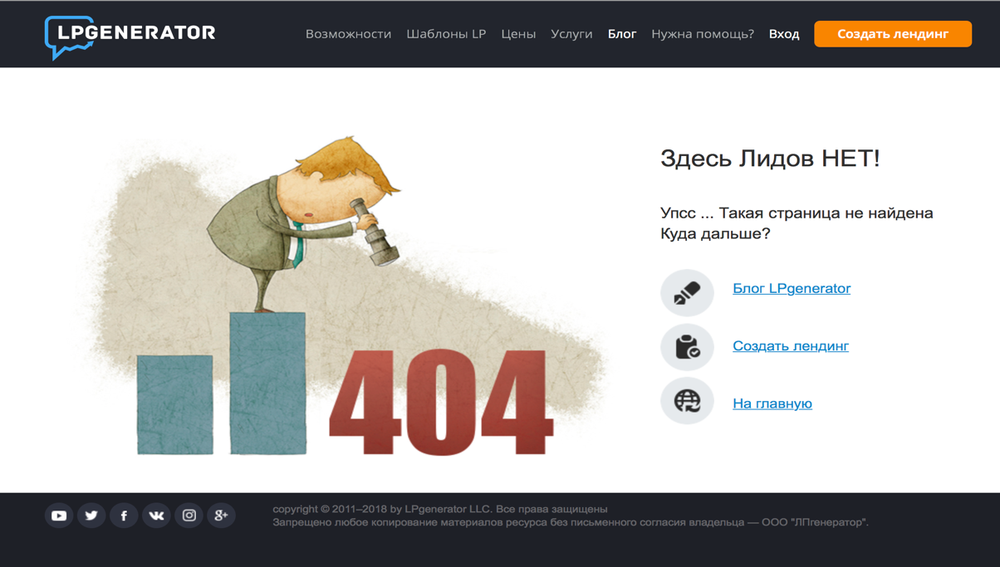 LPGENERATOR
Возможности Шаблоны LP Цены Услуги Блог Нужна помощь? Вход Создать лендинг
Здесь Лидов НЕТ!
Упсс ... Такая страница не найдена
Куда дальше?
Блог LPgenerator
Создать лендинг
На главную
404
copyright © 2011–2018 by LPgenerator LLC. Все права защищены
Запрещено любое копирование материалов ресурса без письменного согласия владельца — ООО "ЛПгенератор".